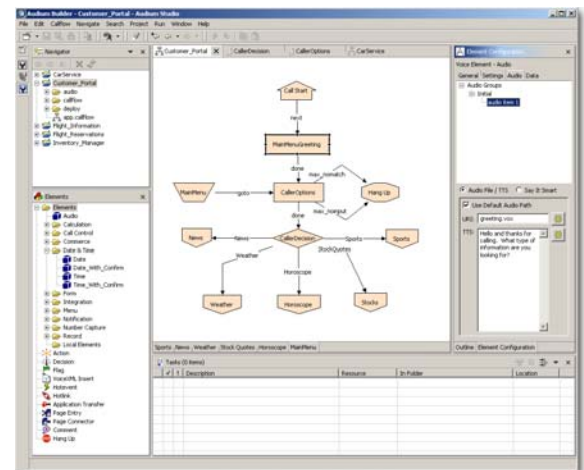 Audium Builder - Customer_Portal - Audium Studio
File Edit Callflow Navigate Search Project Run Window Help
Navigator
CarService
Customer_Portal
audio
callflow
deploy
app.callflow
Flight_Information
Flight_Reservations
Inventory_Manager
Elements
Elements
Audio
Calculation
Call Control
Commerce
Date & Time
Date
Date_With_Confirm
Time
Time_With_Confirm
Form
Integration
Menu
Notification
Number Capture
Record
Local Elements
Action
Decision
Flag
VoiceXML Insert
Hotevent
Hotlink
Application Transfer
Page Entry
Page Connector
Comment
Hang Up
Customer_Portal CallerDecision CallerOptions CarService
Call Start
next
MainMenuGreeting
done
max_nomatch
MainMenu
goto
CallerOptions
Hang Up
max_noinput
done
News
News
CallerDecision
Sports
Sports
Weather
StockQuotes
Horoscope
Weather
Horoscope
Stocks
Sports News Weather Stock Quotes Horoscope MainMenu
Tasks (0 items)
! Description Resource In Folder Location
Element Configuration
Voice Element - Audio
General Settings Audio Data
Audio Groups
Initial
audio item 1
Audio File / TTS Say It Smart
Use Default Audio Path
URI: greeting.vox
TTS: Hello and thanks for
calling. What type of
information are you
looking for?
Outline Element Configuration